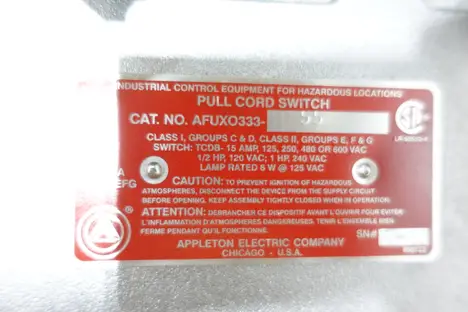 INDUSTRIAL CONTROL EQUIPMENT FOR HAZARDOUS LOCATIONS
PULL CORD SWITCH
CAT. NO. AFUXO333- 55
CLASS I, GROUPS C & D, CLASS II, GROUPS E, F & G
SWITCH: TCDB- 15 AMP, 125, 250, 480 OR 600 VAC
1/2 HP, 120 VAC; 1 HP, 240 VAC
LAMP RATED 6 W @ 125 VAC
A
EFG
CAUTION: TO PREVENT IGNITION OF HAZARDOUS
ATMOSPHERES, DISCONNECT THE DEVICE FROM THE SUPPLY CIRCUIT
BEFORE OPENING. KEEP ASSEMBLY TIGHTLY CLOSED WHEN IN OPERATION.
ATTENTION: DEBRANCHER CE DISPOSITIF AVANT L'OUVRIR POUR EVITER
L'INFLAMMATION D'ATMOSPHERES DANGEREUSES. TENIR L'ENSEMBLE BIEN
FERME PENDANT QU'IL FONCTIONNE.
SN#
APPLETON ELECTRIC COMPANY
CHICAGO - U.S.A.